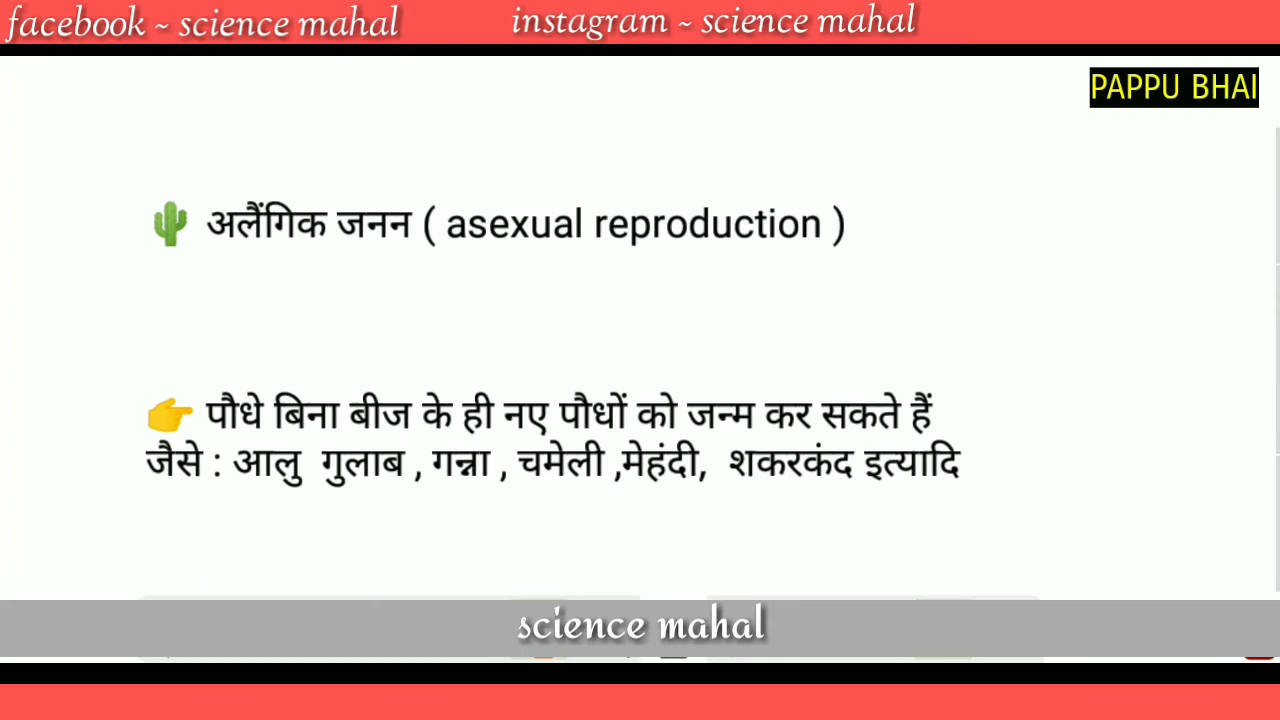 facebook ~ science mahal
instagram ~ science mahal
PAPPU BHAI
🌵 अलैंगिक जनन ( asexual reproduction )
👉 पौधे बिना बीज के ही नए पौधों को जन्म कर सकते हैं
जैसे : आलु गुलाब , गन्ना , चमेली ,मेहंदी, शकरकंद इत्यादि
science mahal